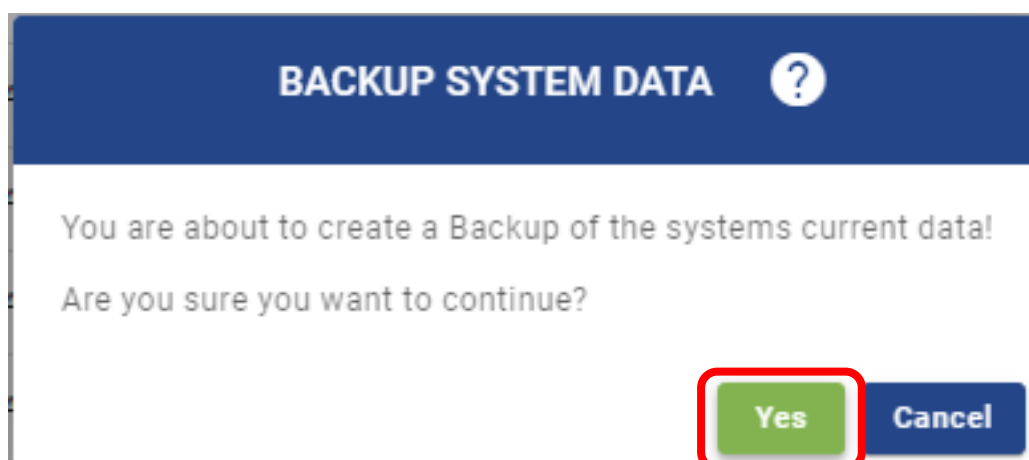 BACKUP SYSTEM DATA ?
You are about to create a Backup of the systems current data!
Are you sure you want to continue?
Yes Cancel